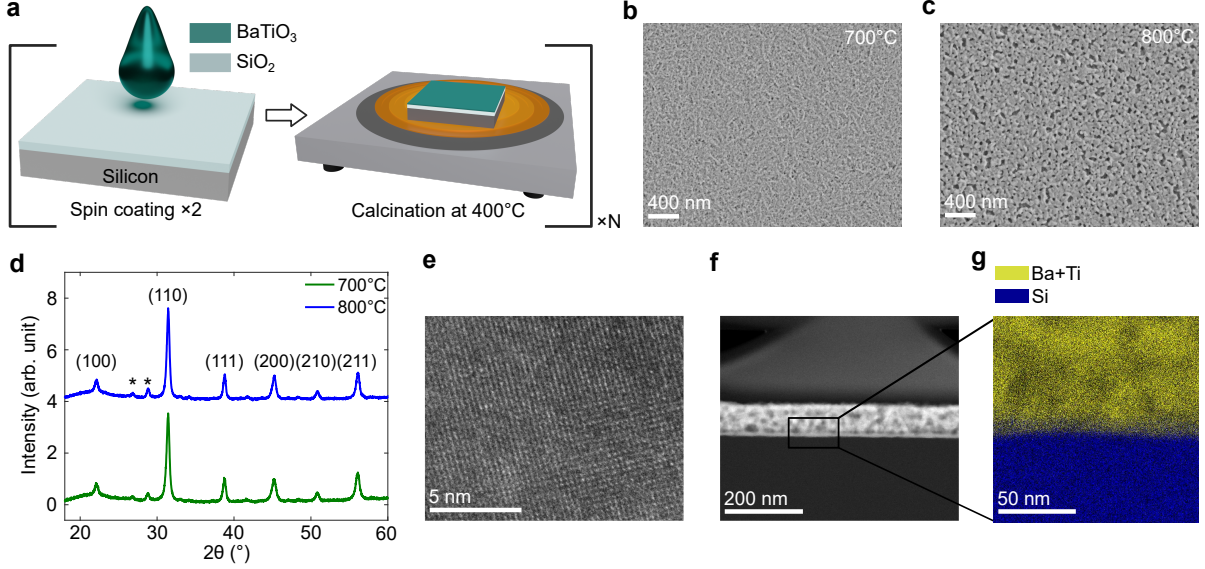 a
BaTiO₃
SiO₂
Silicon
Spin coating ×2
Calcination at 400°C
×N
b
700°C
400 nm
c
800°C
400 nm
d
700°C
800°C
(100)
* *
(110)
(111)
(200)
(210)
(211)
Intensity (arb. unit)
8
6
4
2
0
20 30 40 50 60
2θ (°)
e
5 nm
f
200 nm
g
Ba+Ti
Si
50 nm